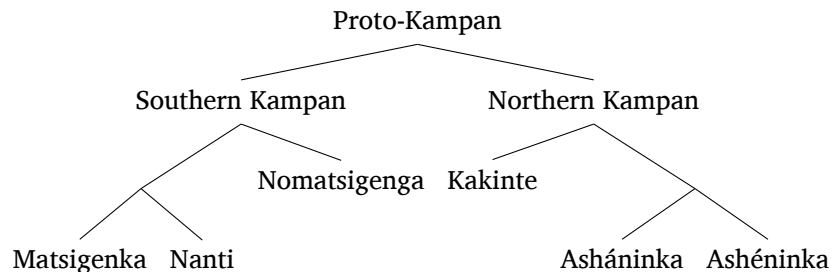 Proto-Kampan
Southern Kampan Northern Kampan
Nomatsigenga Kakinte
Matsigenka Nanti Asháninka Ashéninka